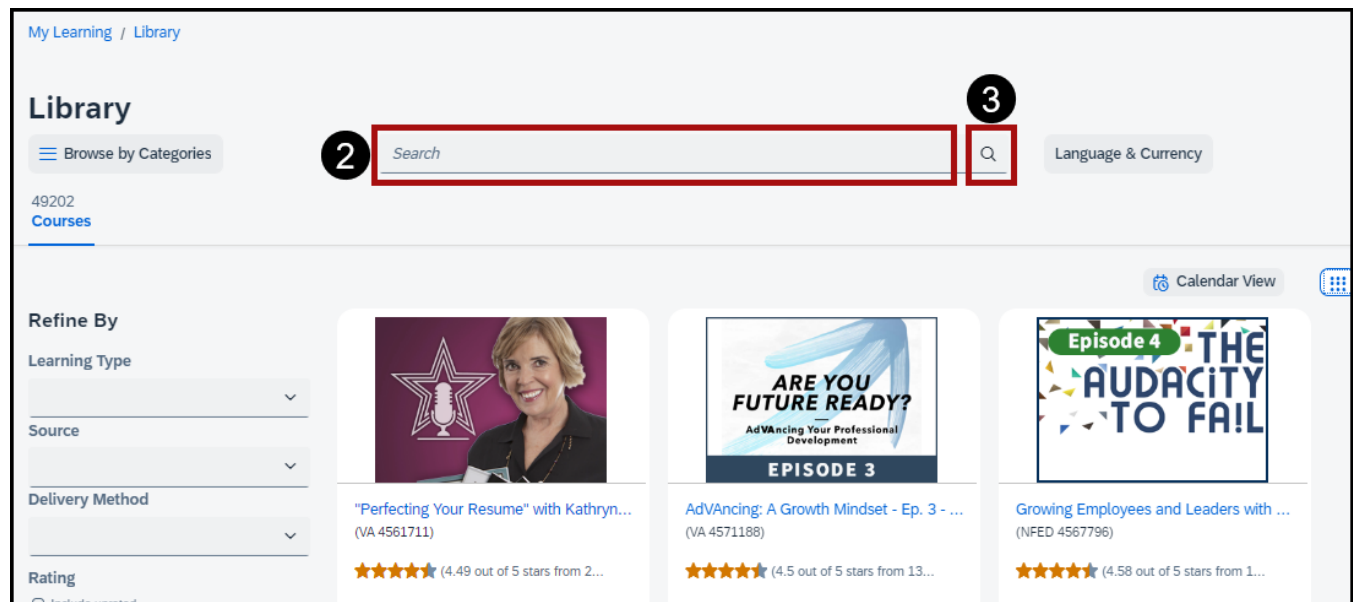 My Learning / Library
3
Library
Browse by Categories
2
Search
Language & Currency
49202
Courses
Calendar View
Refine By
Learning Type
Source
Delivery Method
Rating
Include unrated
ARE YOU
FUTURE READY?
AdVAncing Your Professional
Development
EPISODE 3
Episode 4
THE
AUDACiTY
TO FA!L
"Perfecting Your Resume" with Kathryn...
(VA 4561711)
(4.49 out of 5 stars from 2...
AdVAncing: A Growth Mindset - Ep. 3 - ...
(VA 4571188)
(4.5 out of 5 stars from 13...
Growing Employees and Leaders with ...
(NFED 4567796)
(4.58 out of 5 stars from 1...